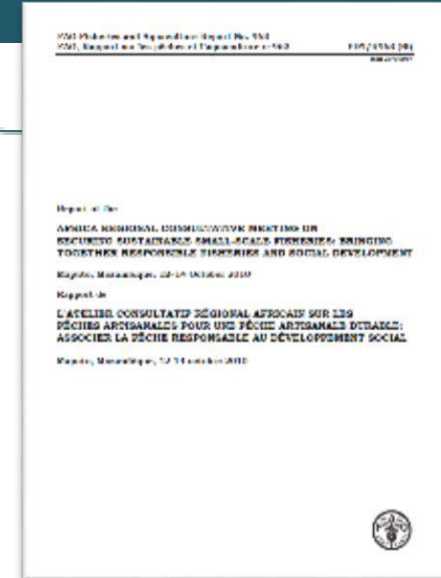 FAO Fisheries and Aquaculture Report No. 963
FAO, Rapport sur les pêches et l'aquaculture nº 963
Report of the
AFRICA REGIONAL CONSULTATIVE MEETING ON
SECURING SUSTAINABLE SMALL-SCALE FISHERIES: BRINGING
TOGETHER RESPONSIBLE FISHERIES AND SOCIAL DEVELOPMENT
Maputo, Mozambique, 12–14 October 2010
Rapport de
L'ATELIER CONSULTATIF RÉGIONAL AFRICAIN SUR LES
PÊCHES ARTISANALES POUR UNE PÊCHE ARTISANALE DURABLE:
ASSOCIER LA PÊCHE RESPONSABLE AU DÉVELOPPEMENT SOCIAL
Maputo, Mozambique, 12-14 octobre 2010